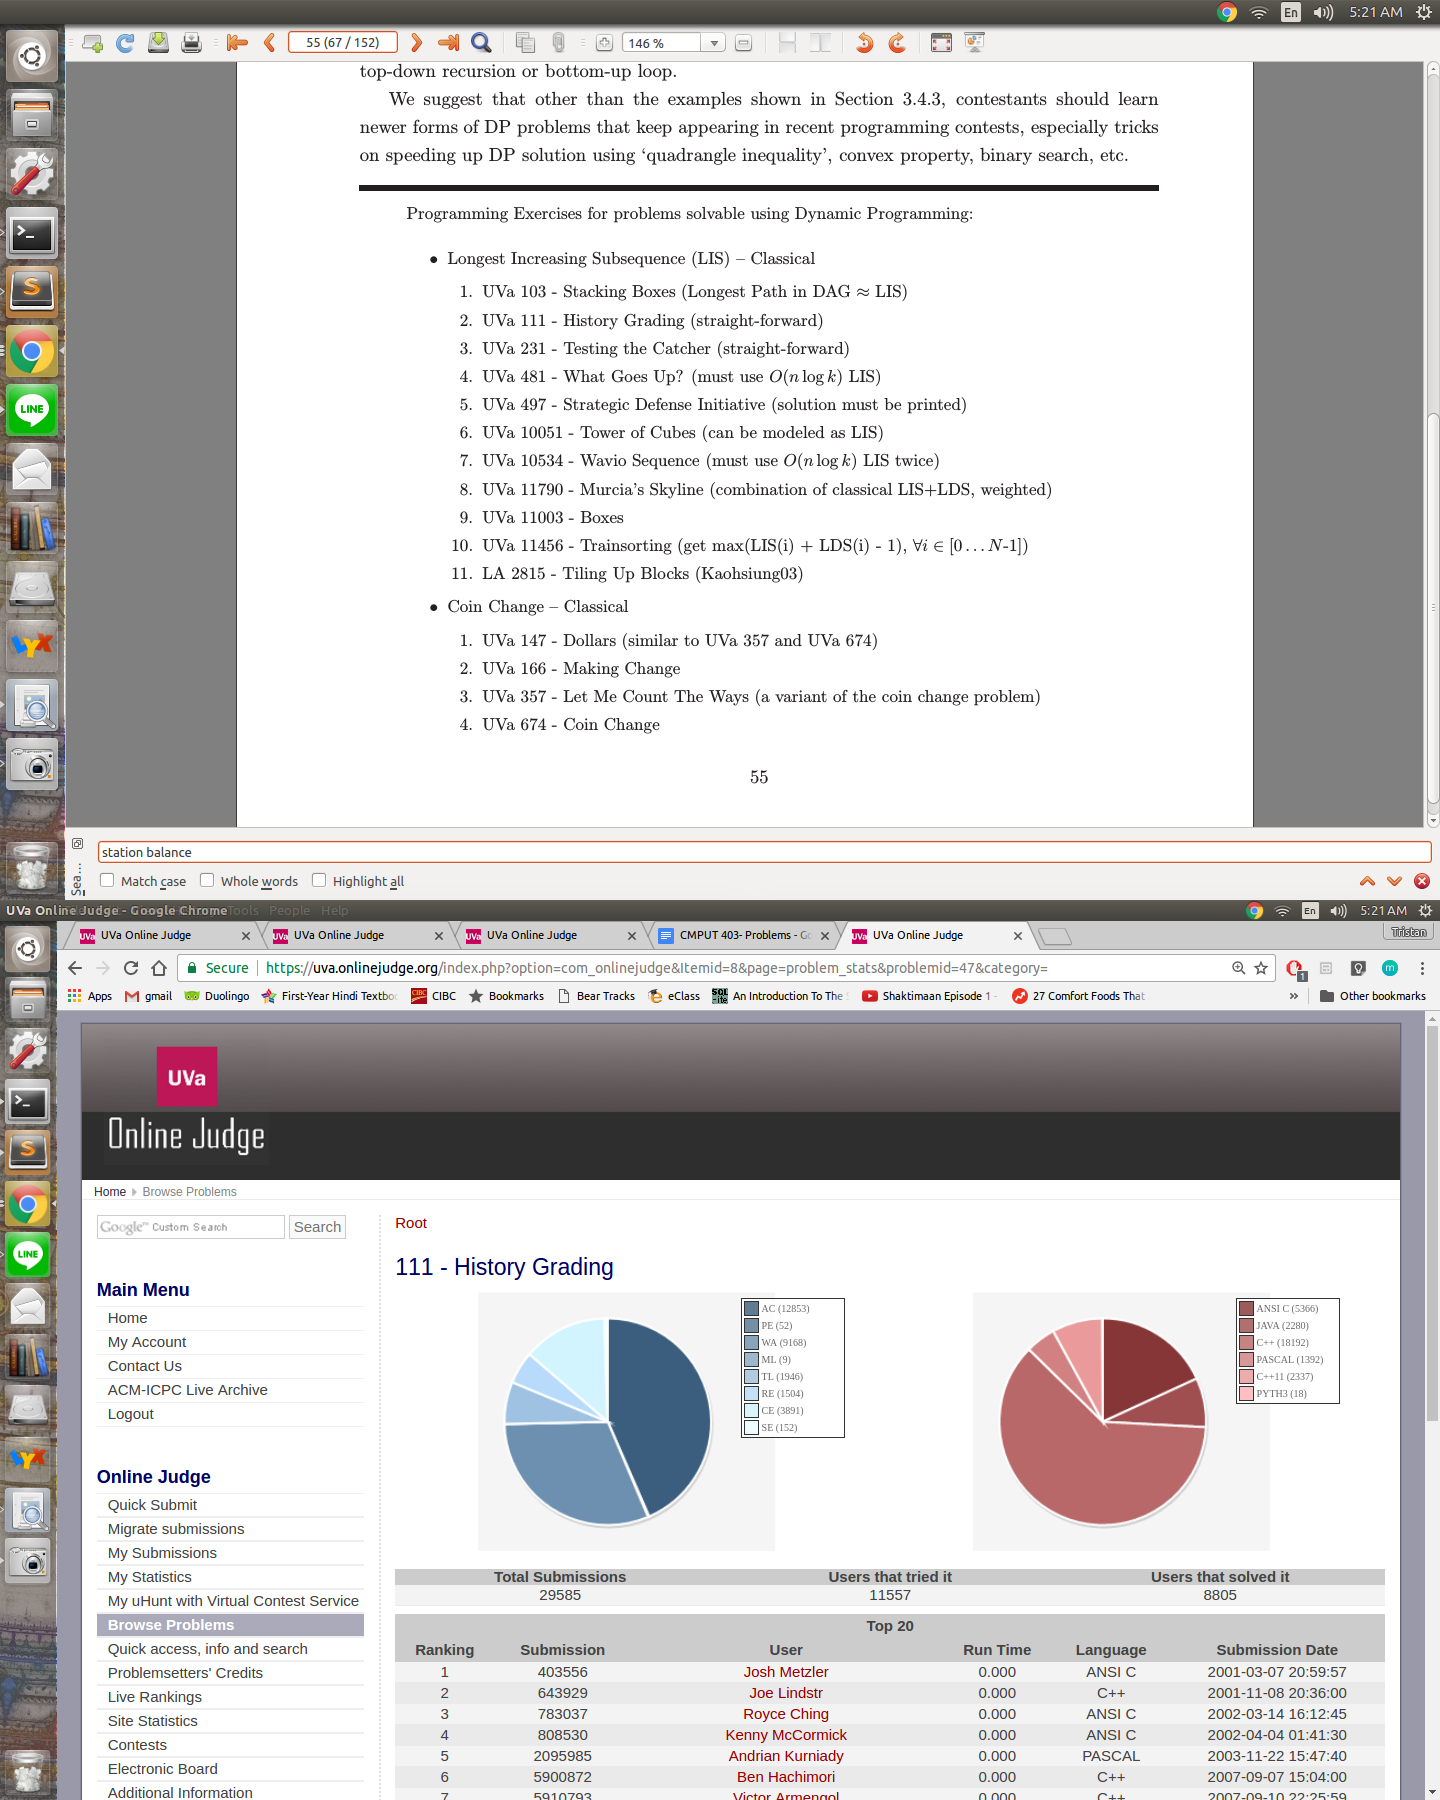 En 5:21 AM
55 (67 / 152) 146 %
top-down recursion or bottom-up loop.
We suggest that other than the examples shown in Section 3.4.3, contestants should learn
newer forms of DP problems that keep appearing in recent programming contests, especially tricks
on speeding up DP solution using ‘quadrangle inequality’, convex property, binary search, etc.
Programming Exercises for problems solvable using Dynamic Programming:
• Longest Increasing Subsequence (LIS) – Classical
1. UVa 103 - Stacking Boxes (Longest Path in DAG ≈ LIS)
2. UVa 111 - History Grading (straight-forward)
3. UVa 231 - Testing the Catcher (straight-forward)
4. UVa 481 - What Goes Up? (must use O(n log k) LIS)
5. UVa 497 - Strategic Defense Initiative (solution must be printed)
6. UVa 10051 - Tower of Cubes (can be modeled as LIS)
7. UVa 10534 - Wavio Sequence (must use O(n log k) LIS twice)
8. UVa 11790 - Murcia’s Skyline (combination of classical LIS+LDS, weighted)
9. UVa 11003 - Boxes
10. UVa 11456 - Trainsorting (get max(LIS(i) + LDS(i) - 1), ∀i ∈ [0 . . . N-1])
11. LA 2815 - Tiling Up Blocks (Kaohsiung03)
• Coin Change – Classical
1. UVa 147 - Dollars (similar to UVa 357 and UVa 674)
2. UVa 166 - Making Change
3. UVa 357 - Let Me Count The Ways (a variant of the coin change problem)
4. UVa 674 - Coin Change
55
Sea...
station balance
Match case Whole words Highlight all
UVa Online Judge - Google Chrome Tools People Help En 5:21 AM
UVa Online Judge UVa Online Judge UVa Online Judge CMPUT 403- Problems - Go UVa Online Judge Tristan
Secure https://uva.onlinejudge.org/index.php?option=com_onlinejudge&Itemid=8&page=problem_stats&problemid=47&category= 1 m
Apps gmail Duolingo First-Year Hindi Textbo CIBC Bookmarks Bear Tracks eClass An Introduction To The Shaktimaan Episode 1 - 27 Comfort Foods That » Other bookmarks
UVa
Online Judge
Home Browse Problems
Google™ Custom Search Search
Main Menu
Home
My Account
Contact Us
ACM-ICPC Live Archive
Logout
Online Judge
Quick Submit
Migrate submissions
My Submissions
My Statistics
My uHunt with Virtual Contest Service
Browse Problems
Quick access, info and search
Problemsetters' Credits
Live Rankings
Site Statistics
Contests
Electronic Board
Additional Information
Root
111 - History Grading
AC (12853)
PE (52)
WA (9168)
ML (9)
TL (1946)
RE (1504)
CE (3891)
SE (152)
ANSI C (5366)
JAVA (2280)
C++ (18192)
PASCAL (1392)
C++11 (2337)
PYTH3 (18)
Total Submissions Users that tried it Users that solved it
29585 11557 8805
Top 20
Ranking Submission User Run Time Language Submission Date
1 403556 Josh Metzler 0.000 ANSI C 2001-03-07 20:59:57
2 643929 Joe Lindstr 0.000 C++ 2001-11-08 20:36:00
3 783037 Royce Ching 0.000 ANSI C 2002-03-14 16:12:45
4 808530 Kenny McCormick 0.000 ANSI C 2002-04-04 01:41:30
5 2095985 Andrian Kurniady 0.000 PASCAL 2003-11-22 15:47:40
6 5900872 Ben Hachimori 0.000 C++ 2007-09-07 15:04:00
7 5910793 Victor Armengol 0.000 C++ 2007-09-10 22:25:59